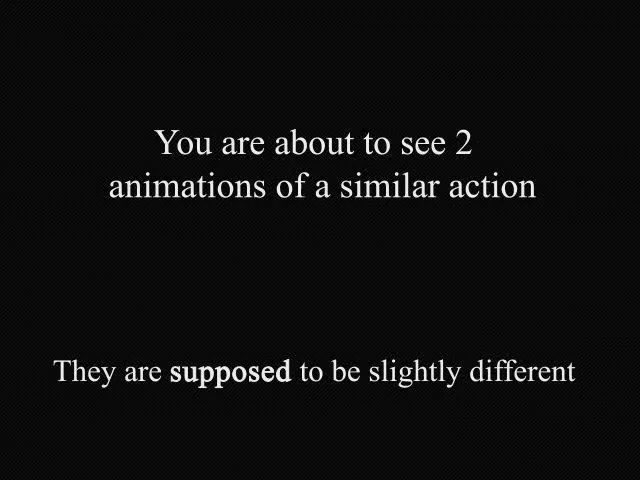 You are about to see 2
animations of a similar action
They are supposed to be slightly different